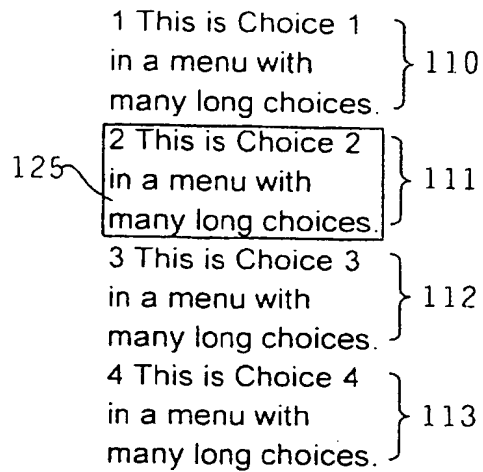 1 This is Choice 1
in a menu with 110
many long choices.
2 This is Choice 2
125 in a menu with 111
many long choices.
3 This is Choice 3
in a menu with 112
many long choices.
4 This is Choice 4
in a menu with 113
many long choices.